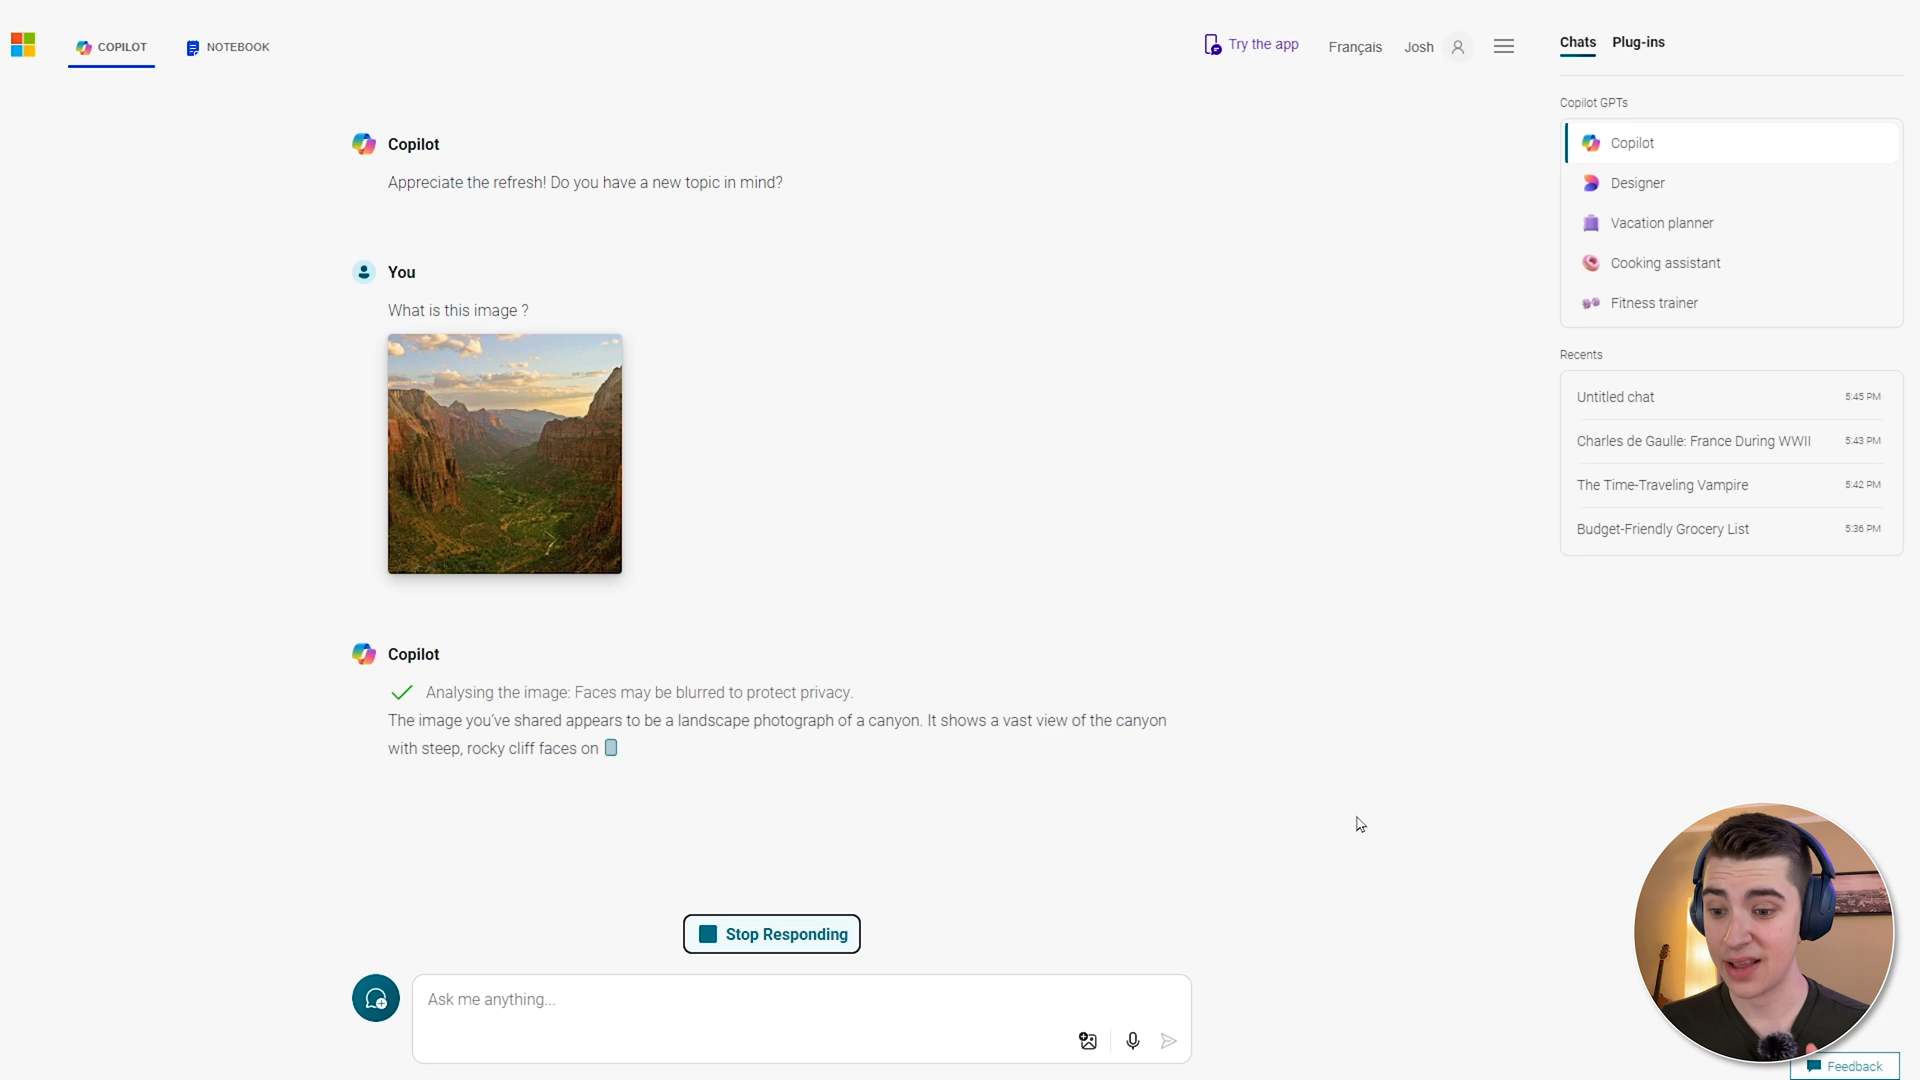 COPILOT
NOTEBOOK
Try the app
Français
Josh
Chats
Plug-ins
Copilot GPTs
Copilot
Designer
Vacation planner
Cooking assistant
Fitness trainer
Recents
Untitled chat
5:45 PM
Charles de Gaulle: France During WWII
5:43 PM
The Time-Traveling Vampire
5:42 PM
Budget-Friendly Grocery List
5:36 PM
Copilot
Appreciate the refresh! Do you have a new topic in mind?
You
What is this image ?
Copilot
Analysing the image: Faces may be blurred to protect privacy.
The image you've shared appears to be a landscape photograph of a canyon. It shows a vast view of the canyon
with steep, rocky cliff faces on
Stop Responding
Ask me anything...
Feedback